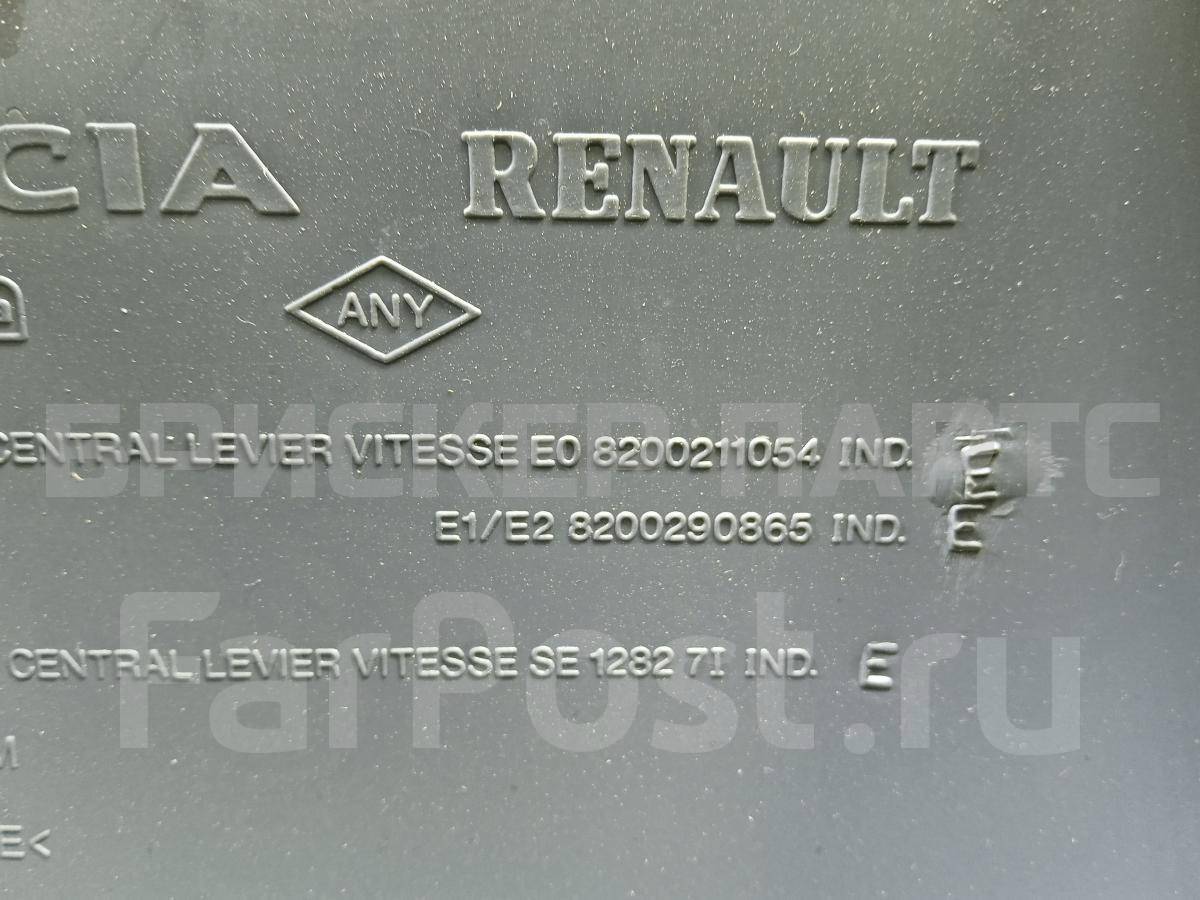 CIA RENAULT
ANY
CENTRAL LEVIER VITESSE E0 8200211054 IND. E
E1/E2 8200290865 IND. E
БРИСКЕР ПАРТС
CENTRAL LEVIER VITESSE SE 1282 7I IND. E
FarPost.ru
M
E<